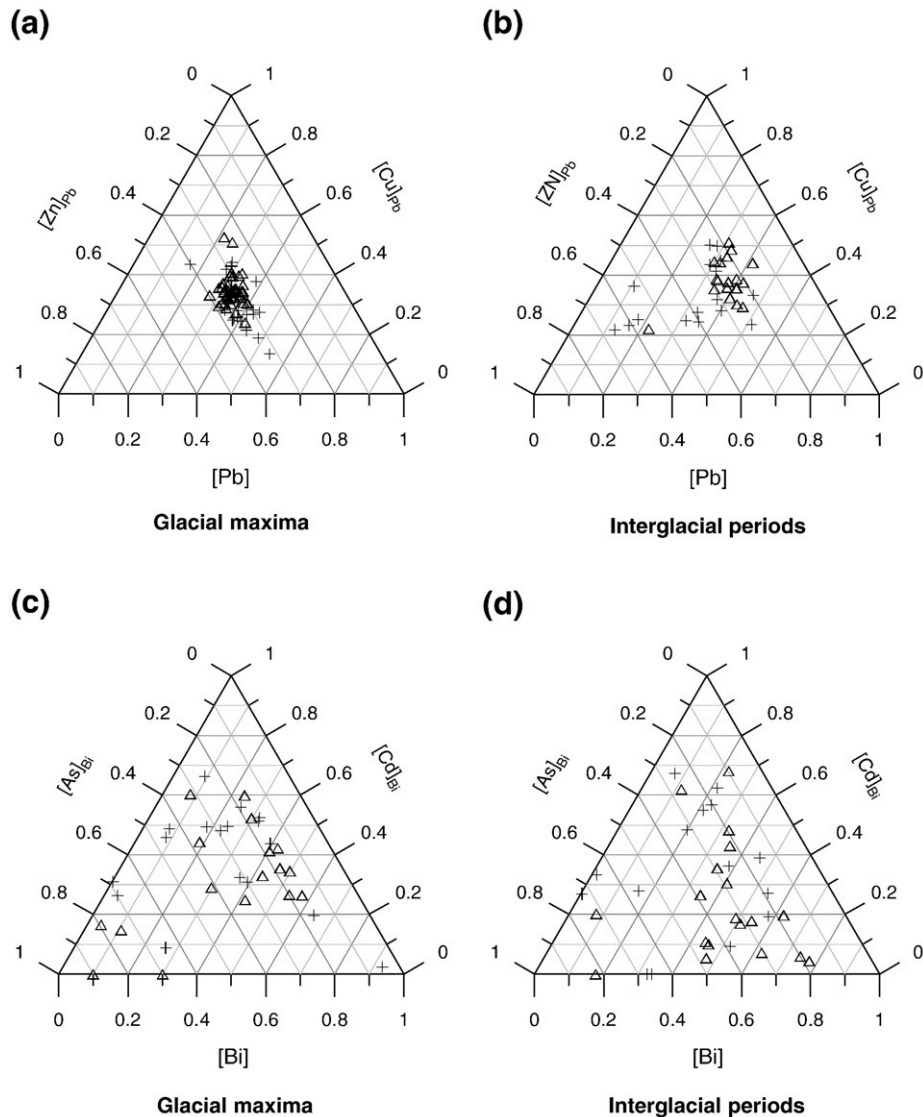 (a)
(b)
0 1
0.2 0.8
0.4 0.6
0.6 0.4
0.8 0.2
1 0
[Zn]Pb
[Cu]Pb
0 0.2 0.4 0.6 0.8 1
[Pb]
Glacial maxima
0 1
0.2 0.8
0.4 0.6
0.6 0.4
0.8 0.2
1 0
[ZN]Pb
[Cu]Pb
0 0.2 0.4 0.6 0.8 1
[Pb]
Interglacial periods
(c)
(d)
0 1
0.2 0.8
0.4 0.6
0.6 0.4
0.8 0.2
1 0
[As]Bi
[Cd]Bi
0 0.2 0.4 0.6 0.8 1
[Bi]
Glacial maxima
0 1
0.2 0.8
0.4 0.6
0.6 0.4
0.8 0.2
1 0
[As]Bi
[Cd]Bi
0 0.2 0.4 0.6 0.8 1
[Bi]
Interglacial periods